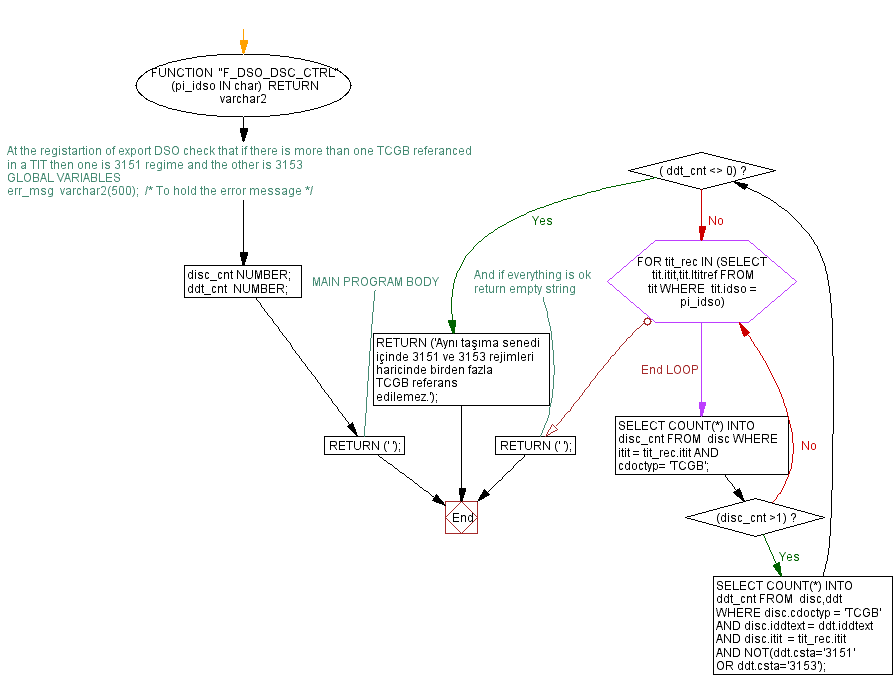 FUNCTION "F_DSO_DSC_CTRL"
(pi_idso IN char) RETURN
varchar2
At the registartion of export DSO check that if there is more than one TCGB referanced
in a TIT then one is 3151 regime and the other is 3153
GLOBAL VARIABLES
err_msg varchar2(500); /* To hold the error message */
disc_cnt NUMBER;
ddt_cnt NUMBER;
MAIN PROGRAM BODY
RETURN (' ');
And if everything is ok
return empty string
RETURN ('Aynı taşıma senedi
içinde 3151 ve 3153 rejimleri
haricinde birden fazla
TCGB referans
edilemez.');
RETURN (' ');
End
( ddt_cnt <> 0) ?
Yes
No
FOR tit_rec IN (SELECT
tit.itit,tit.ltitref FROM
tit WHERE tit.idso =
pi_idso)
End LOOP
SELECT COUNT(*) INTO
disc_cnt FROM disc WHERE
itit = tit_rec.itit AND
cdoctyp= 'TCGB';
No
(disc_cnt >1) ?
Yes
SELECT COUNT(*) INTO
ddt_cnt FROM disc,ddt
WHERE disc.cdoctyp = 'TCGB'
AND disc.iddtext = ddt.iddtext
AND disc.itit = tit_rec.itit
AND NOT(ddt.csta='3151'
OR ddt.csta='3153');